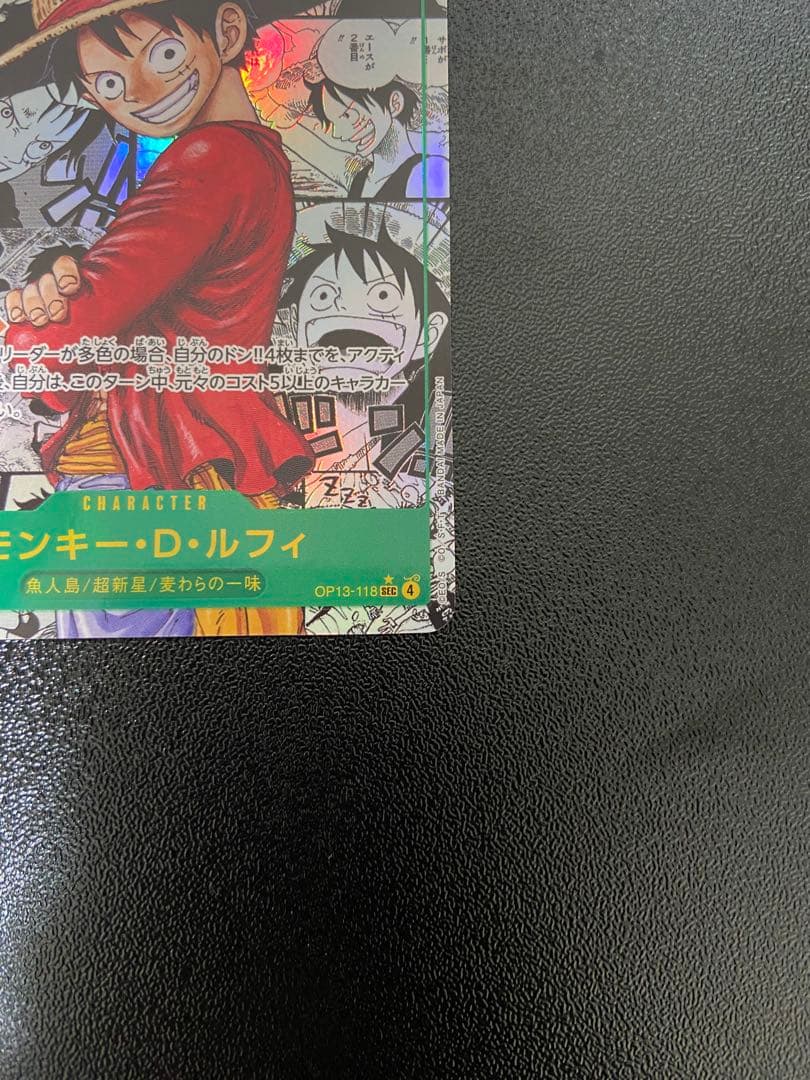 エースが
2番目
リーダーが多色の場合、自分のドン!!4枚までを、アクティ
、自分は、このターン中、元々のコスト5以上のキャラカー
い。
ZZZ
CHARACTER
モンキー・D・ルフィ
魚人島/超新星/麦わらの一味
OP13-118 SEC 4
BANDAI MADE IN JAPAN